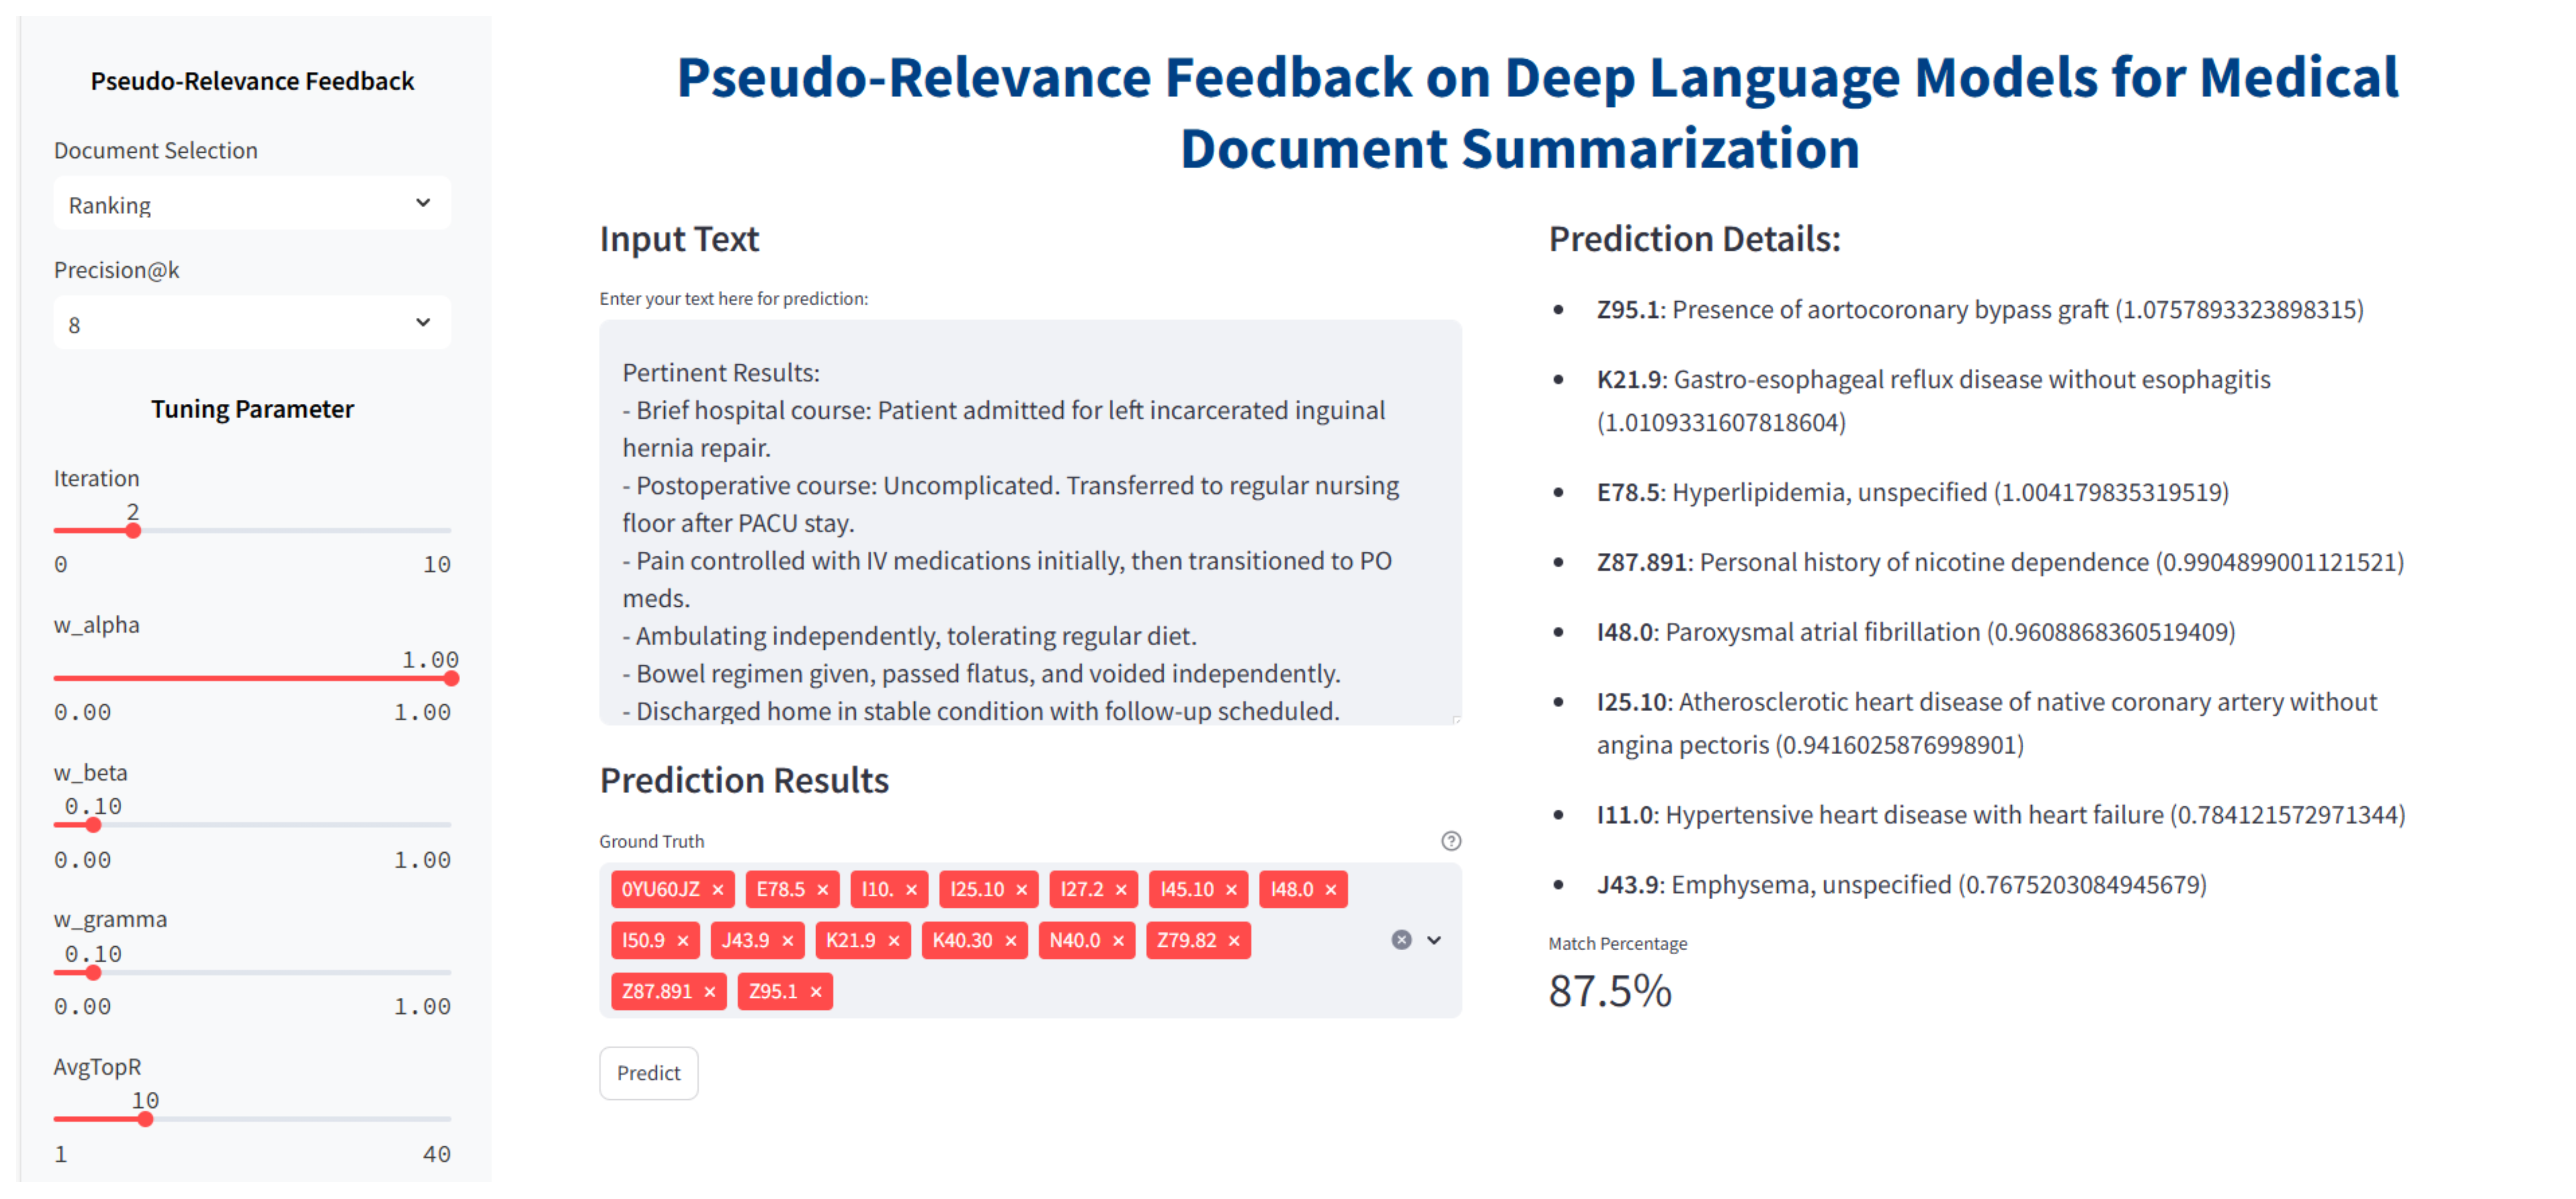 Pseudo-Relevance Feedback
Document Selection
Ranking
Precision@k
8
Tuning Parameter
Iteration
2
0 10
w_alpha
1.00
0.00 1.00
w_beta
0.10
0.00 1.00
w_gramma
0.10
0.00 1.00
AvgTopR
10
1 40
Pseudo-Relevance Feedback on Deep Language Models for Medical
Document Summarization
Input Text
Enter your text here for prediction:
Pertinent Results:
- Brief hospital course: Patient admitted for left incarcerated inguinal
hernia repair.
- Postoperative course: Uncomplicated. Transferred to regular nursing
floor after PACU stay.
- Pain controlled with IV medications initially, then transitioned to PO
meds.
- Ambulating independently, tolerating regular diet.
- Bowel regimen given, passed flatus, and voided independently.
- Discharged home in stable condition with follow-up scheduled.
Prediction Results
Ground Truth
0YU60JZ × E78.5 × I10. × I25.10 × I27.2 × I45.10 × I48.0 ×
I50.9 × J43.9 × K21.9 × K40.30 × N40.0 × Z79.82 ×
Z87.891 × Z95.1 ×
Predict
Prediction Details:
• Z95.1: Presence of aortocoronary bypass graft (1.0757893323898315)
• K21.9: Gastro-esophageal reflux disease without esophagitis
(1.0109331607818604)
• E78.5: Hyperlipidemia, unspecified (1.004179835319519)
• Z87.891: Personal history of nicotine dependence (0.9904899001121521)
• I48.0: Paroxysmal atrial fibrillation (0.9608868360519409)
• I25.10: Atherosclerotic heart disease of native coronary artery without
angina pectoris (0.9416025876998901)
• I11.0: Hypertensive heart disease with heart failure (0.784121572971344)
• J43.9: Emphysema, unspecified (0.7675203084945679)
Match Percentage
87.5%